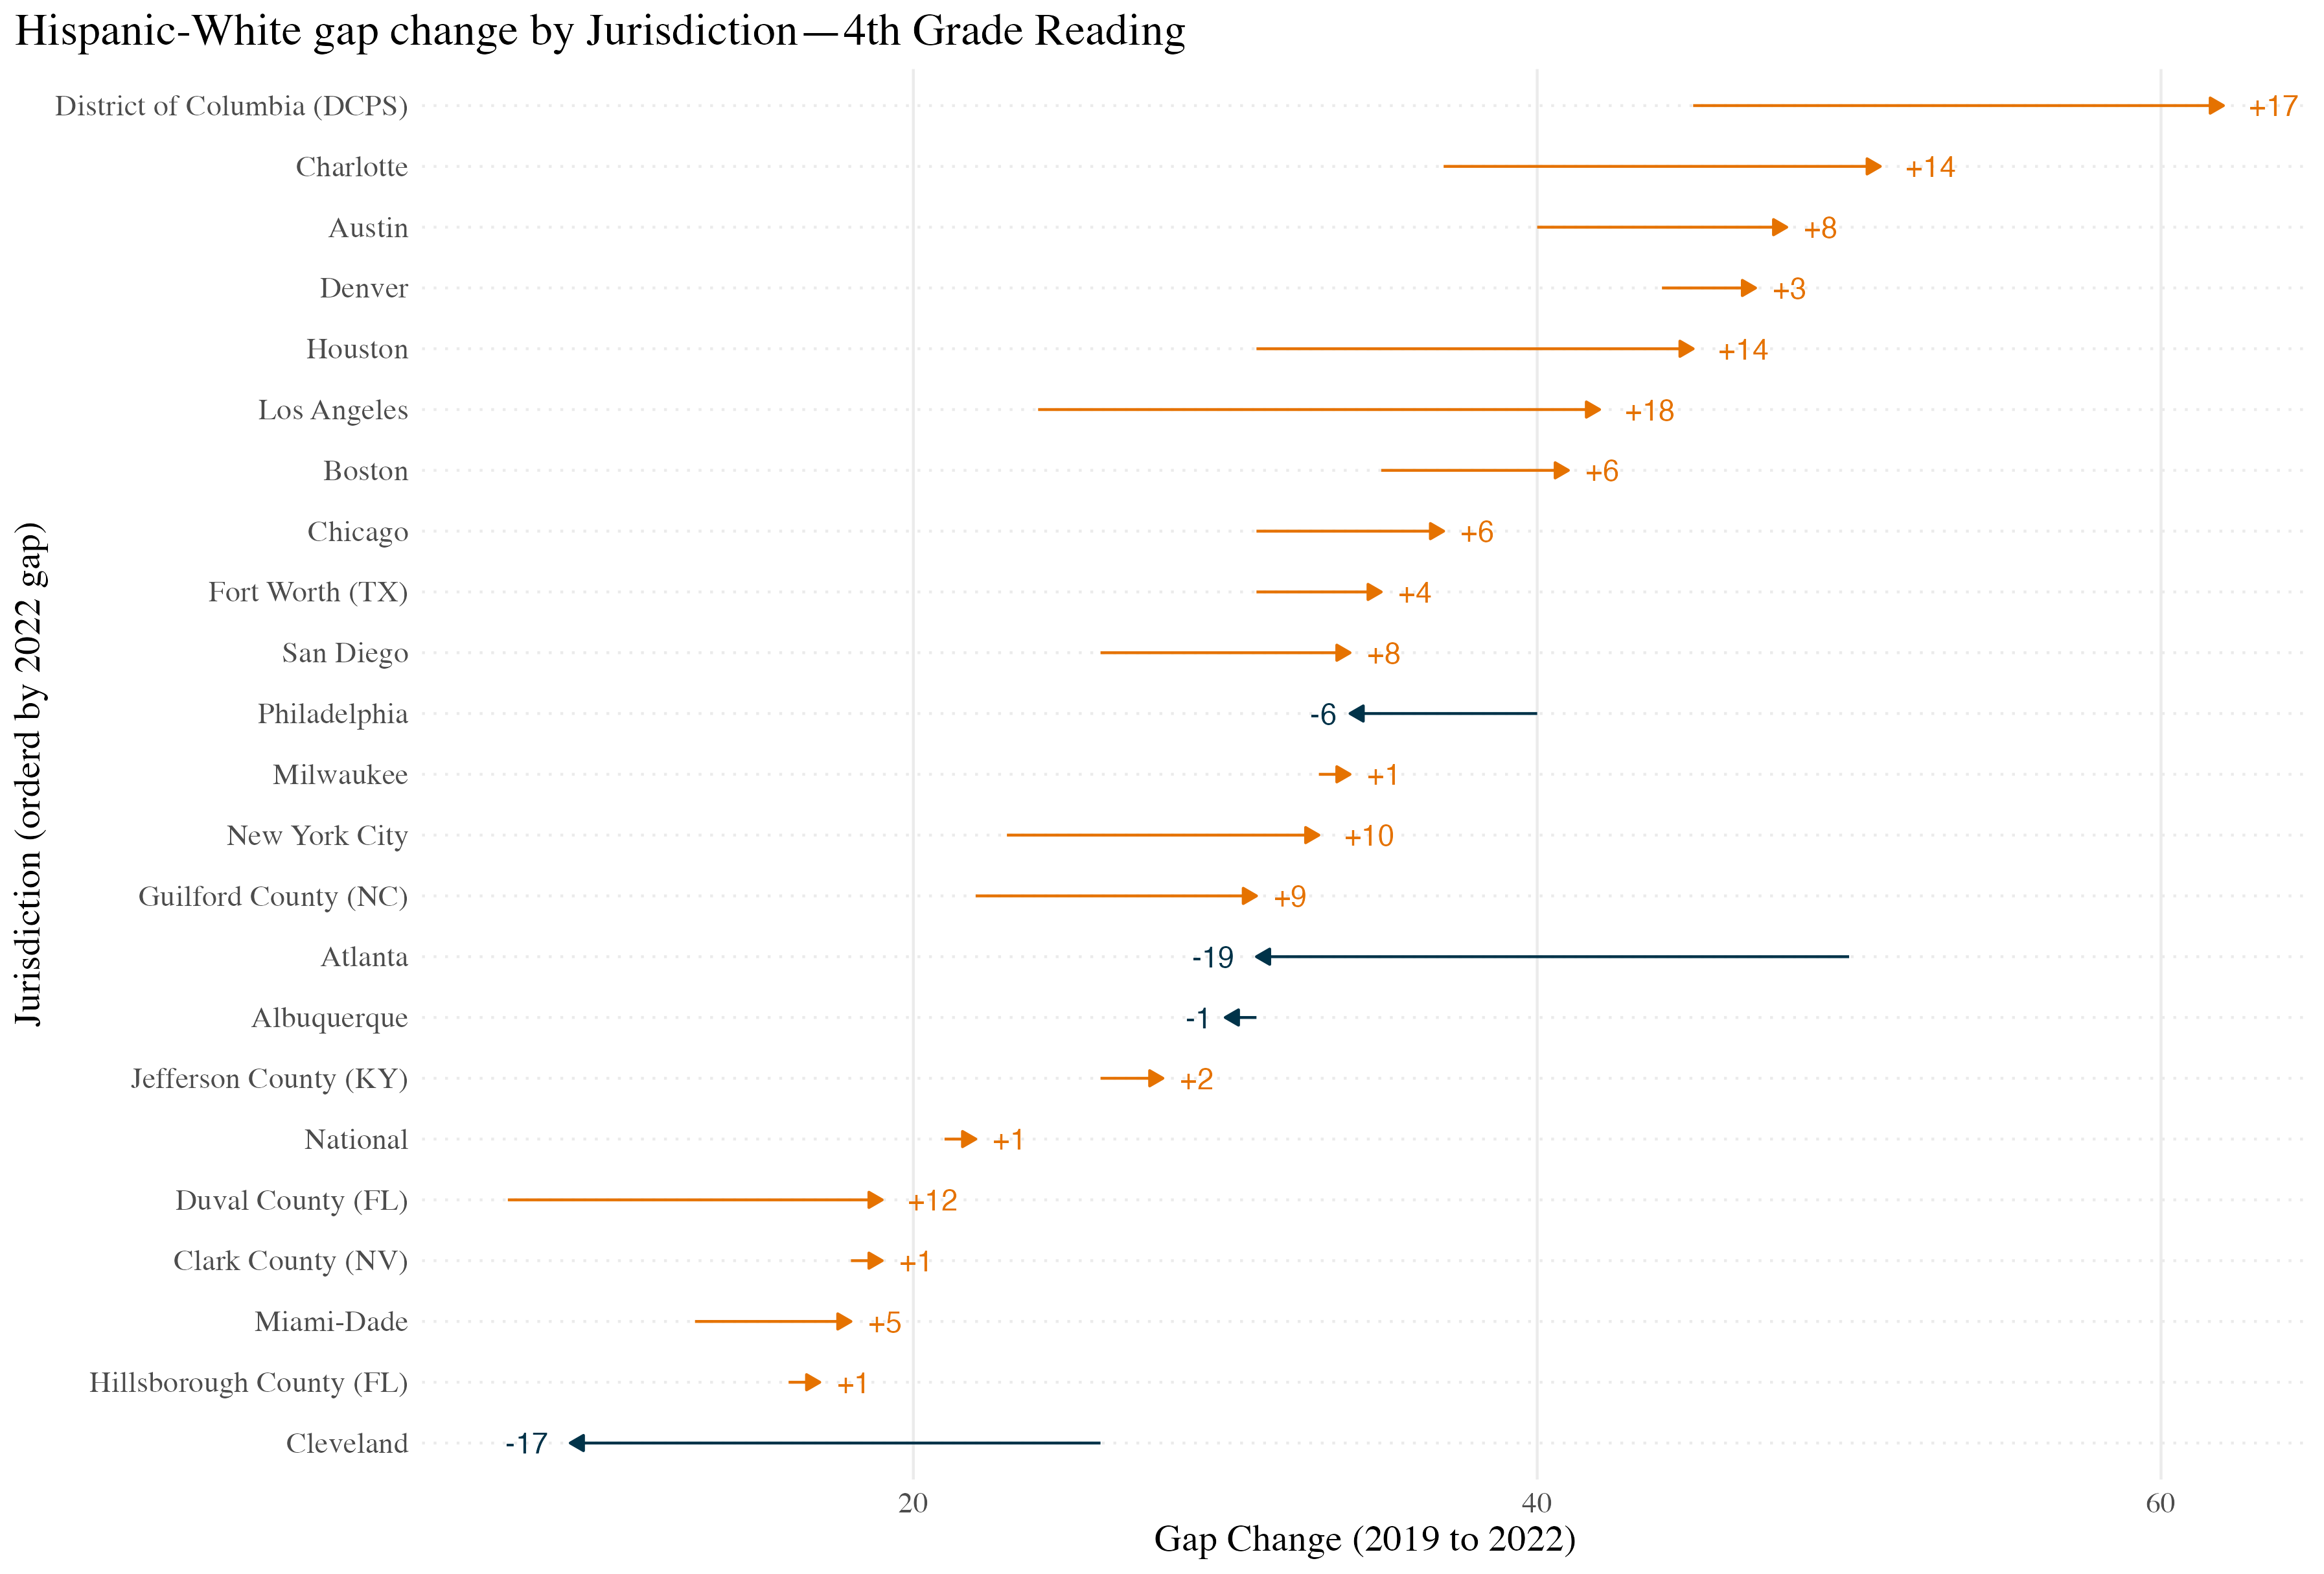 Hispanic-White gap change by Jurisdiction—4th Grade Reading
Jurisdiction (orderd by 2022 gap)
District of Columbia (DCPS) +17
Charlotte +14
Austin +8
Denver +3
Houston +14
Los Angeles +18
Boston +6
Chicago +6
Fort Worth (TX) +4
San Diego +8
Philadelphia -6
Milwaukee +1
New York City +10
Guilford County (NC) +9
Atlanta -19
Albuquerque -1
Jefferson County (KY) +2
National +1
Duval County (FL) +12
Clark County (NV) +1
Miami-Dade +5
Hillsborough County (FL) +1
Cleveland -17
20 40 60
Gap Change (2019 to 2022)